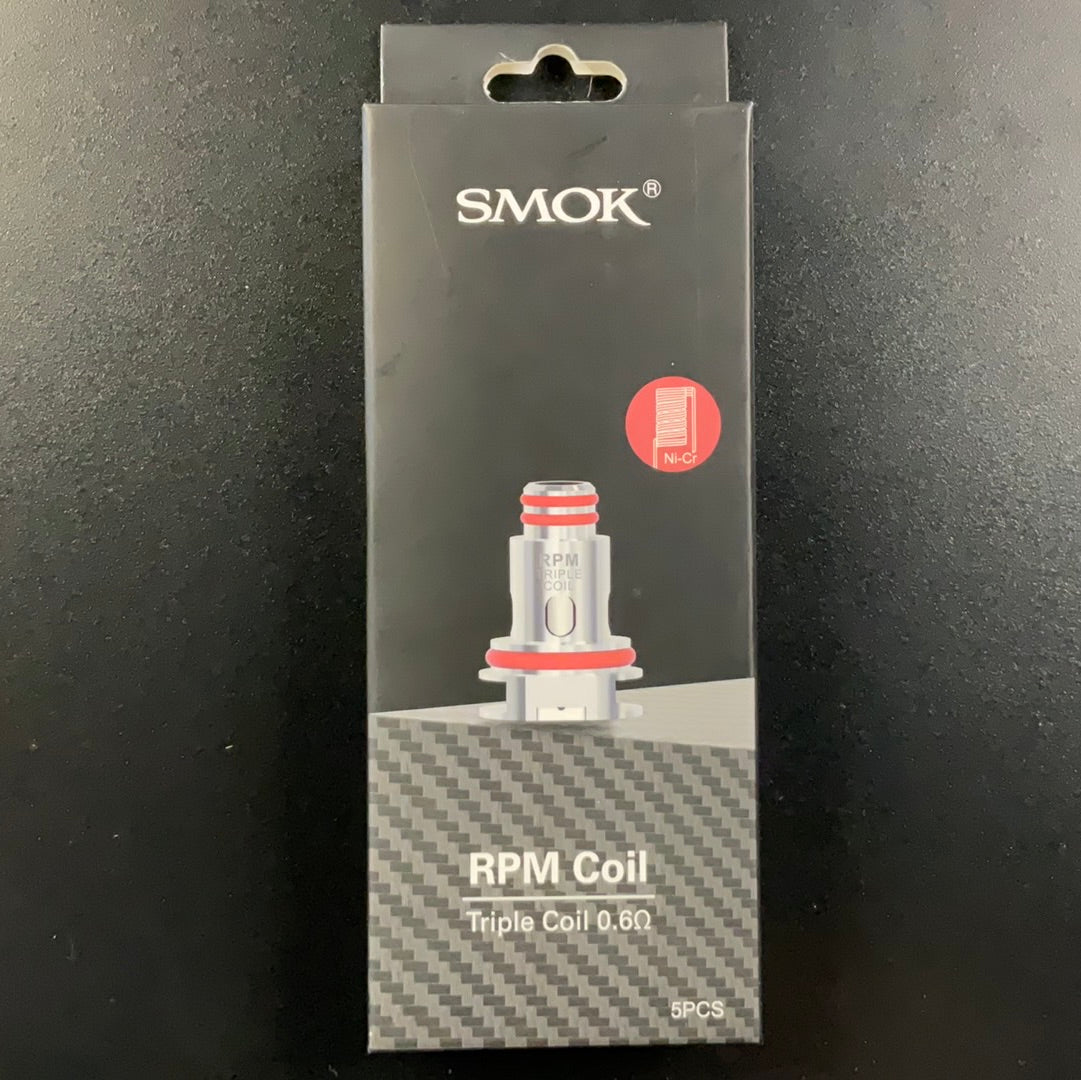 SMOK®
Ni-Cr
RPM
TRIPLE
COIL
RPM Coil
Triple Coil 0.6Ω
5PCS